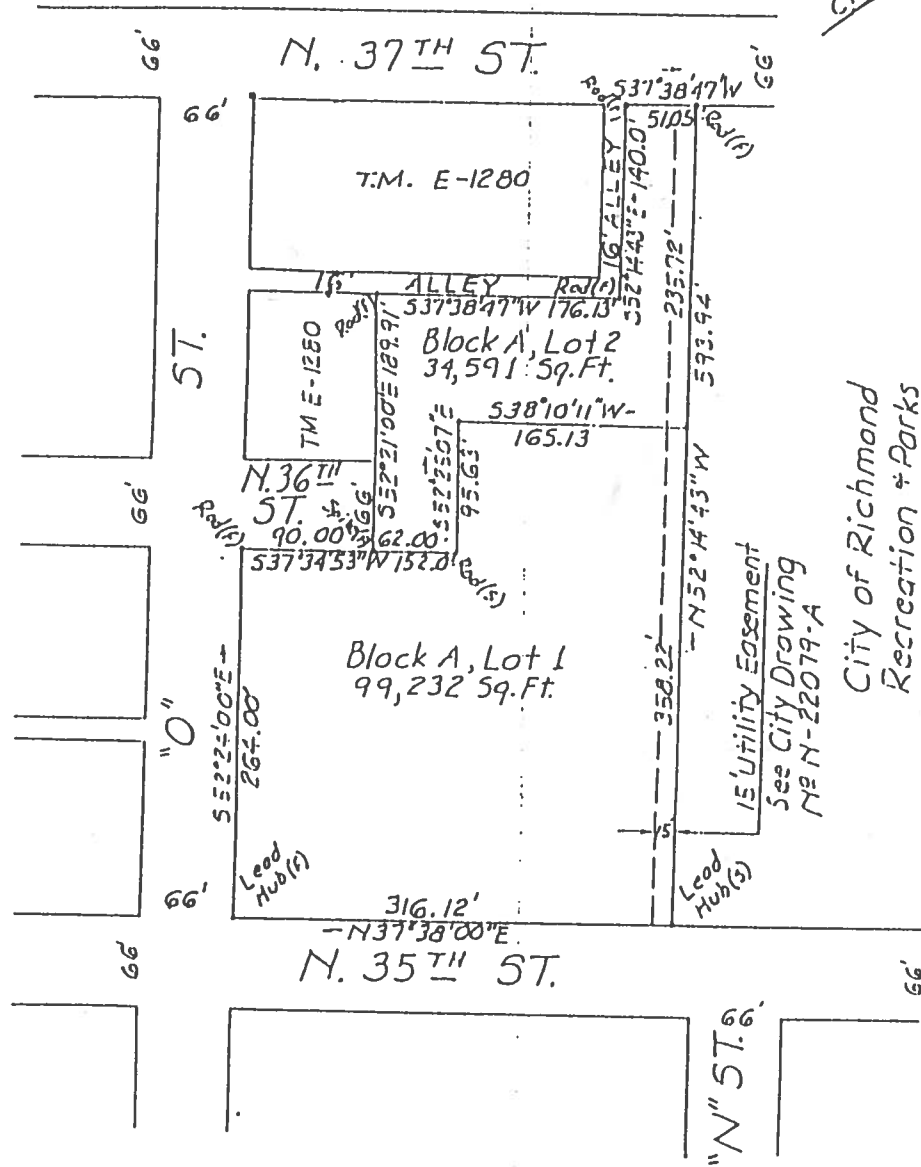 N. 37TH ST.
66'
66'
66'
S37°38'47"W
51.05'
Rod(f)
T.M. E-1280
16' ALLEY
S52°14'43"E-140.0'
235.72'
593.94'
ALLEY
Rod(f)
S37°38'47"W 176.13'
ST.
TM E-1280
S52°21'00"E 189.91'
Block A, Lot 2
34,591 Sq.Ft.
S38°10'11"W-
165.13
95.63'
N. 36TH
ST.
66'
66'
Rod(f)
90.00'
62.00
S37°34'53"W 152.0'
Rod(s)
-N52°14'43"W
City of Richmond
Recreation & Parks
15' Utility Easement
See City Drawing
No N-22079-A
Block A, Lot 1
99,232 Sq.Ft.
"O"
S52°24'00"E-
264.00'
358.22'
15'
Lead
Hub(f)
Lead
Hub(s)
66'
316.12'
-N37°38'00"E
66'
N. 35TH ST.
66'
66'
"N" ST.